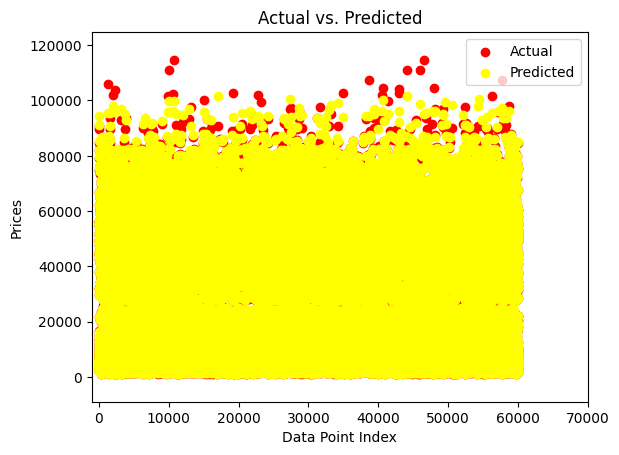 Actual vs. Predicted
120000
100000
80000
60000
40000
20000
0
Prices
Actual
Predicted
0 10000 20000 30000 40000 50000 60000 70000
Data Point Index